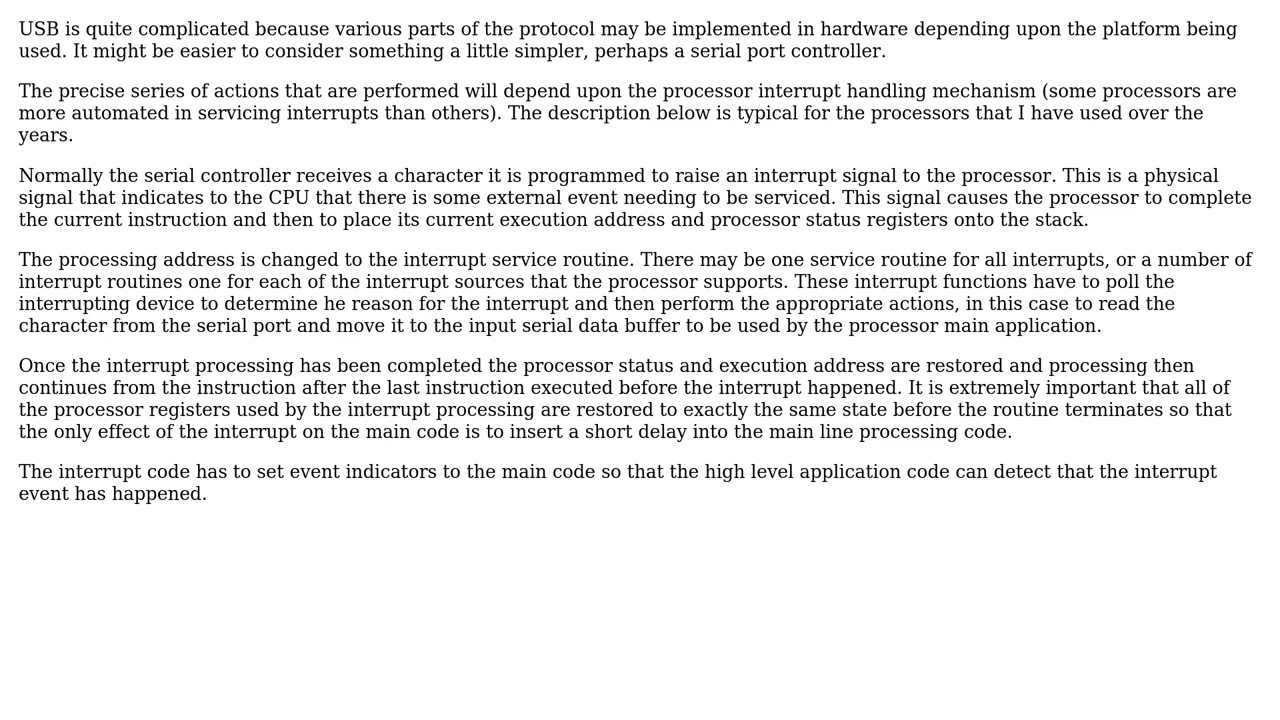 USB is quite complicated because various parts of the protocol may be implemented in hardware depending upon the platform being
used. It might be easier to consider something a little simpler, perhaps a serial port controller.
The precise series of actions that are performed will depend upon the processor interrupt handling mechanism (some processors are
more automated in servicing interrupts than others). The description below is typical for the processors that I have used over the
years.
Normally the serial controller receives a character it is programmed to raise an interrupt signal to the processor. This is a physical
signal that indicates to the CPU that there is some external event needing to be serviced. This signal causes the processor to complete
the current instruction and then to place its current execution address and processor status registers onto the stack.
The processing address is changed to the interrupt service routine. There may be one service routine for all interrupts, or a number of
interrupt routines one for each of the interrupt sources that the processor supports. These interrupt functions have to poll the
interrupting device to determine he reason for the interrupt and then perform the appropriate actions, in this case to read the
character from the serial port and move it to the input serial data buffer to be used by the processor main application.
Once the interrupt processing has been completed the processor status and execution address are restored and processing then
continues from the instruction after the last instruction executed before the interrupt happened. It is extremely important that all of
the processor registers used by the interrupt processing are restored to exactly the same state before the routine terminates so that
the only effect of the interrupt on the main code is to insert a short delay into the main line processing code.
The interrupt code has to set event indicators to the main code so that the high level application code can detect that the interrupt
event has happened.